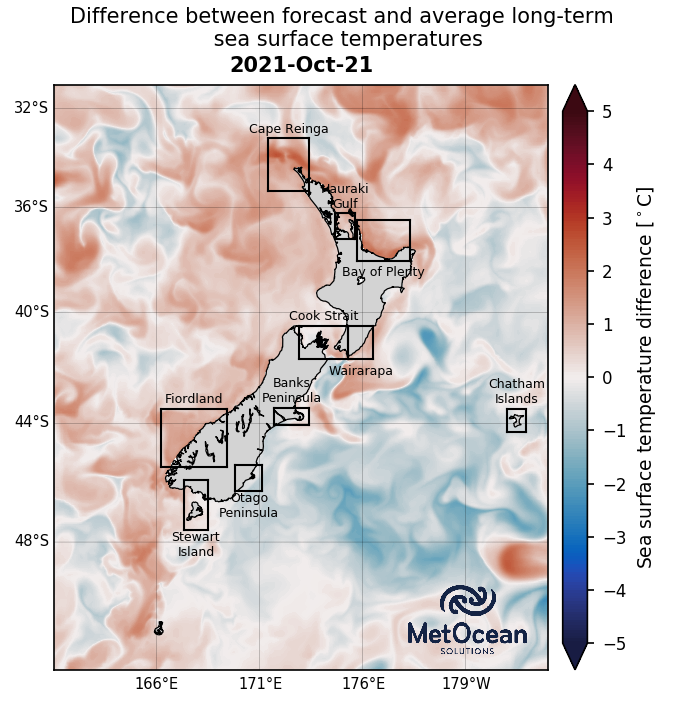 Difference between forecast and average long-term
sea surface temperatures
2021-Oct-21
32°S
36°S
40°S
44°S
48°S
166°E
171°E
176°E
179°W
Cape Reinga
Hauraki
Gulf
Bay of Plenty
Cook Strait
Wairarapa
Banks
Peninsula
Fiordland
Chatham
Islands
Otago
Peninsula
Stewart
Island
MetOcean
SOLUTIONS
5
4
3
2
1
0
−1
−2
−3
−4
−5
Sea surface temperature difference [°C]